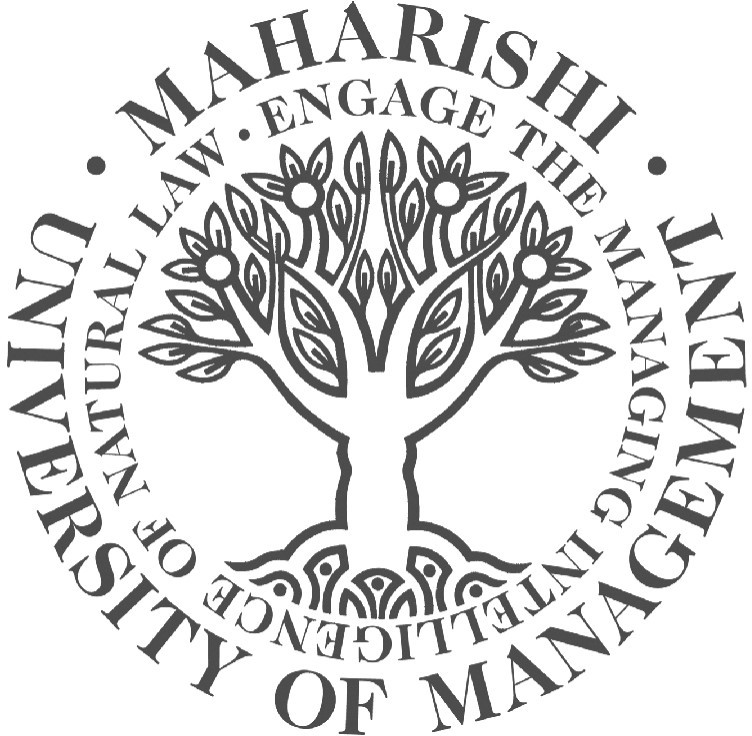 MAHARISHI
UNIVERSITY OF MANAGEMENT
ENGAGE THE MANAGING INTELLIGENCE OF NATURAL LAW